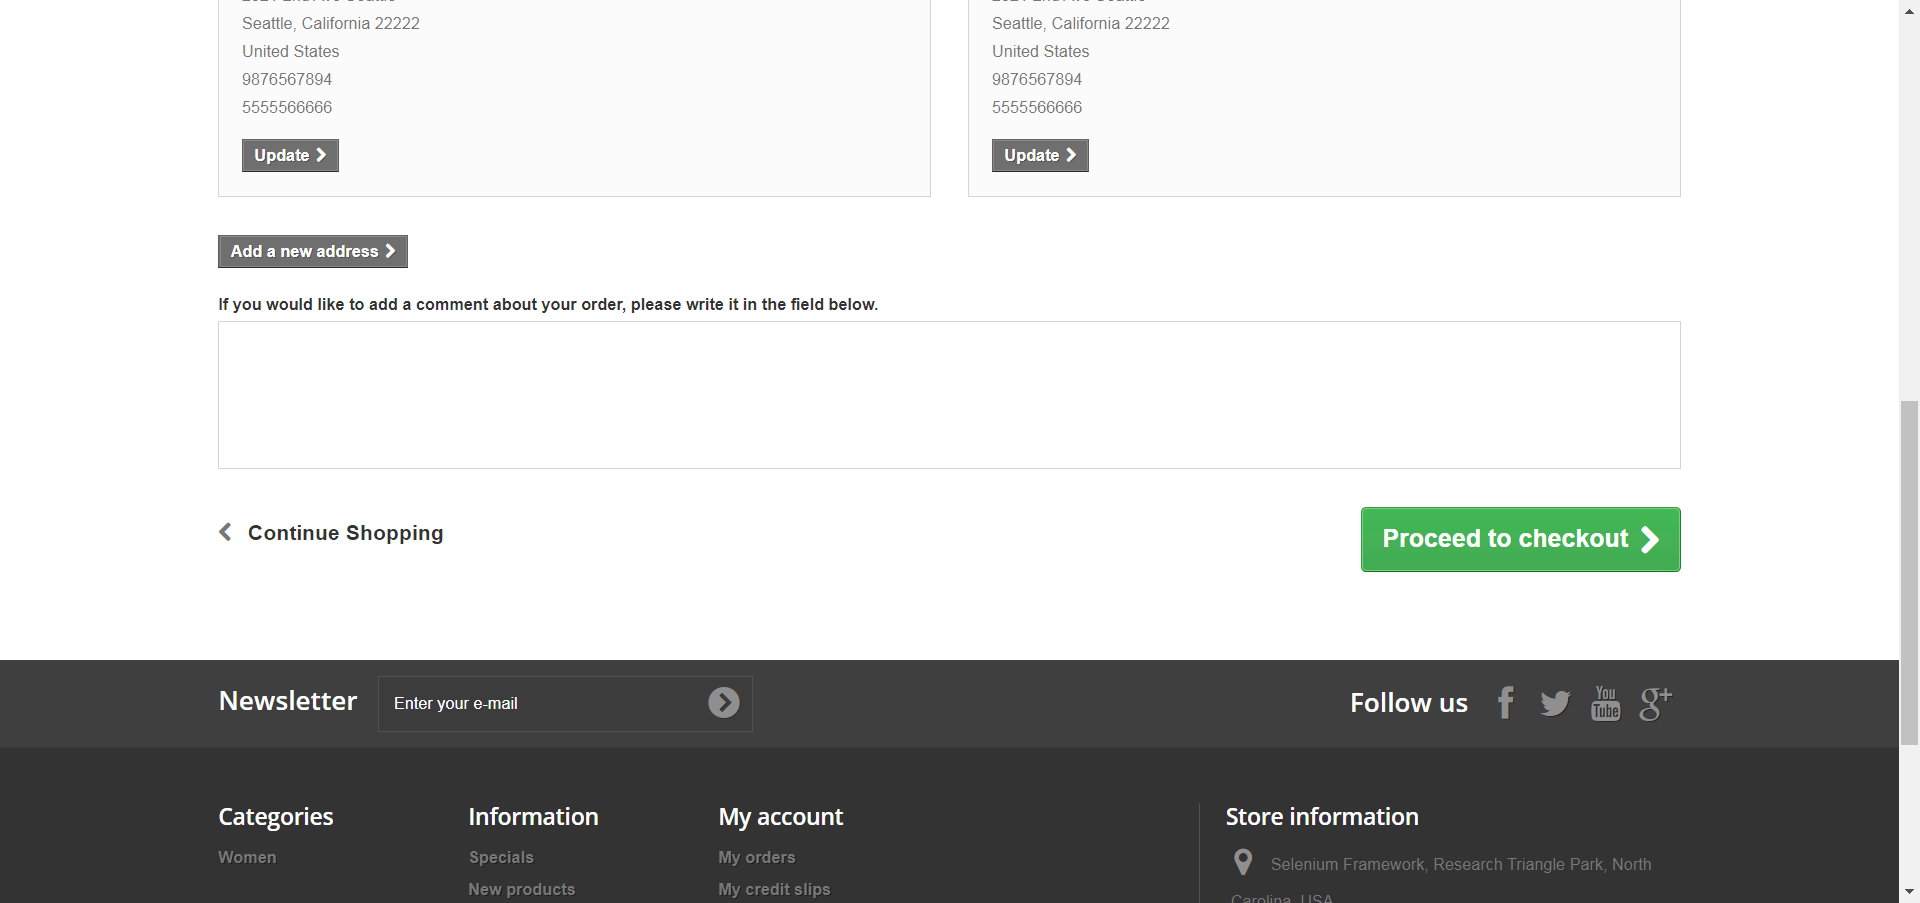 Seattle, California 22222
United States
9876567894
5555566666
Update
Seattle, California 22222
United States
9876567894
5555566666
Update
Add a new address
If you would like to add a comment about your order, please write it in the field below.
Continue Shopping
Proceed to checkout
Newsletter
Enter your e-mail
Follow us
You
Tube
g+
Categories
Women
Information
Specials
New products
My account
My orders
My credit slips
Store information
Selenium Framework, Research Triangle Park, North
Carolina, USA